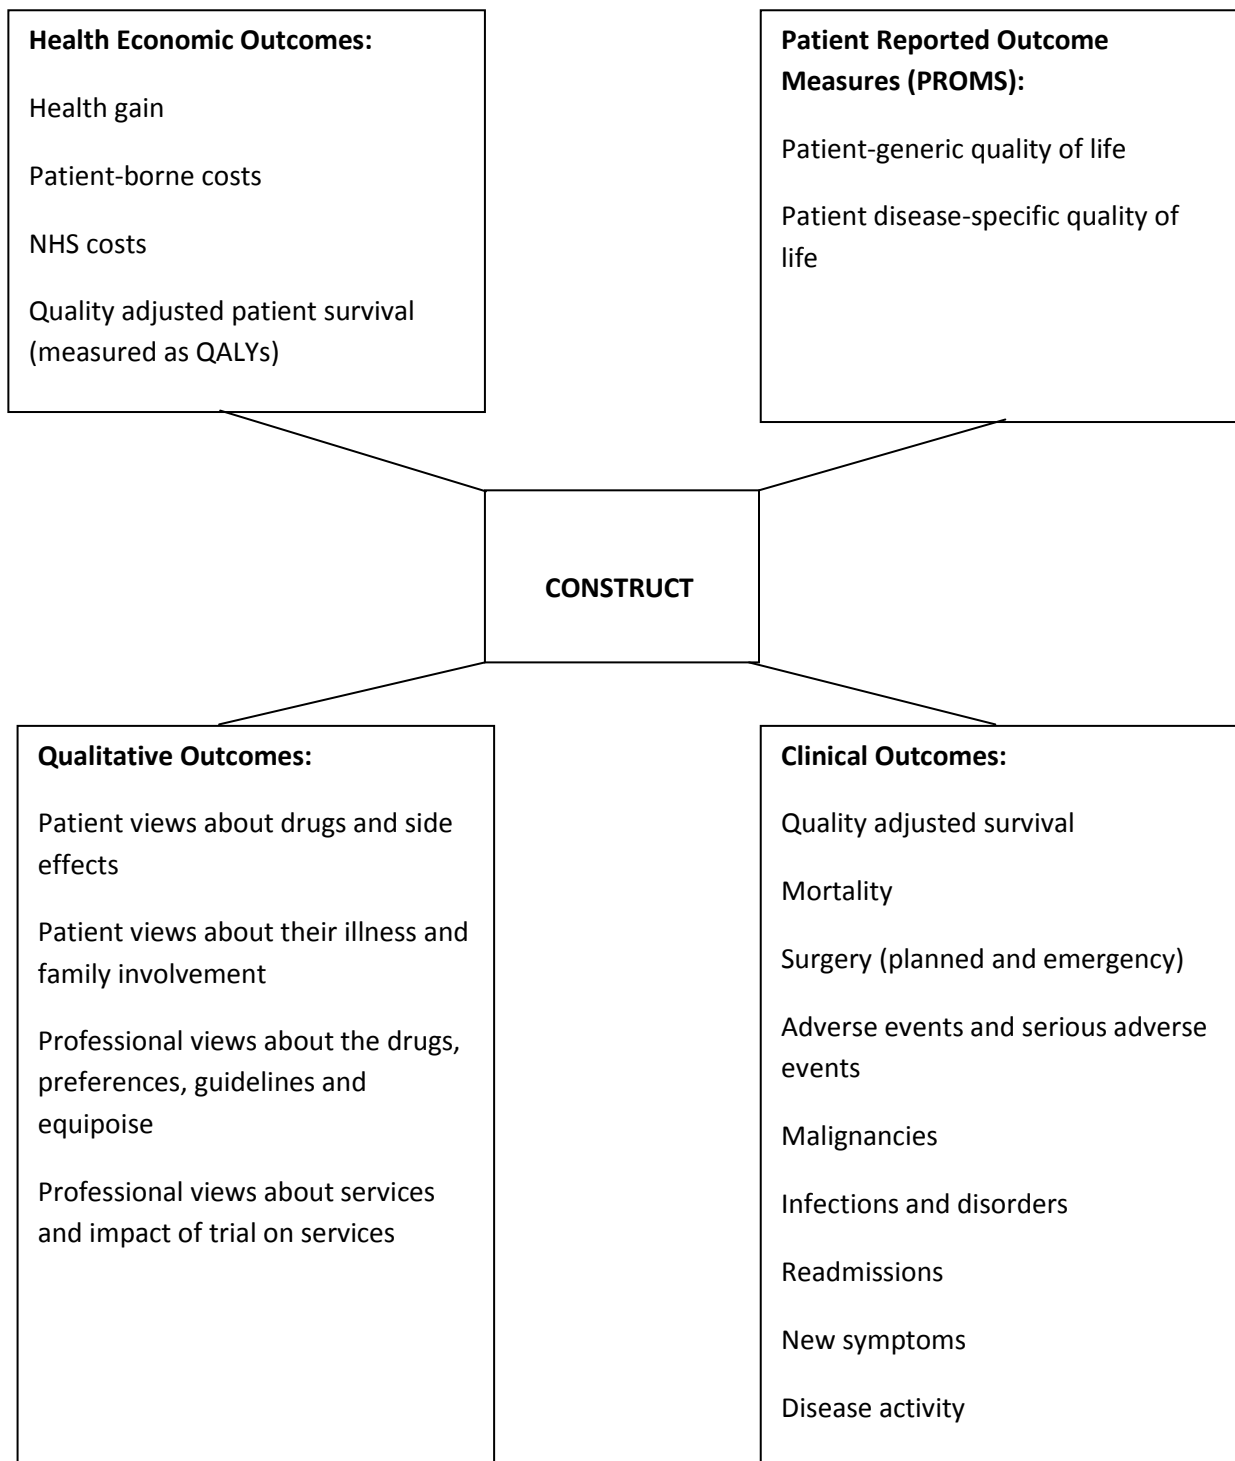 Health Economic Outcomes:
Health gain
Patient-borne costs
NHS costs
Quality adjusted patient survival
(measured as QALYs)
Patient Reported Outcome
Measures (PROMS):
Patient-generic quality of life
Patient disease-specific quality of
life
CONSTRUCT
Qualitative Outcomes:
Patient views about drugs and side
effects
Patient views about their illness and
family involvement
Professional views about the drugs,
preferences, guidelines and
equipoise
Professional views about services
and impact of trial on services
Clinical Outcomes:
Quality adjusted survival
Mortality
Surgery (planned and emergency)
Adverse events and serious adverse
events
Malignancies
Infections and disorders
Readmissions
New symptoms
Disease activity